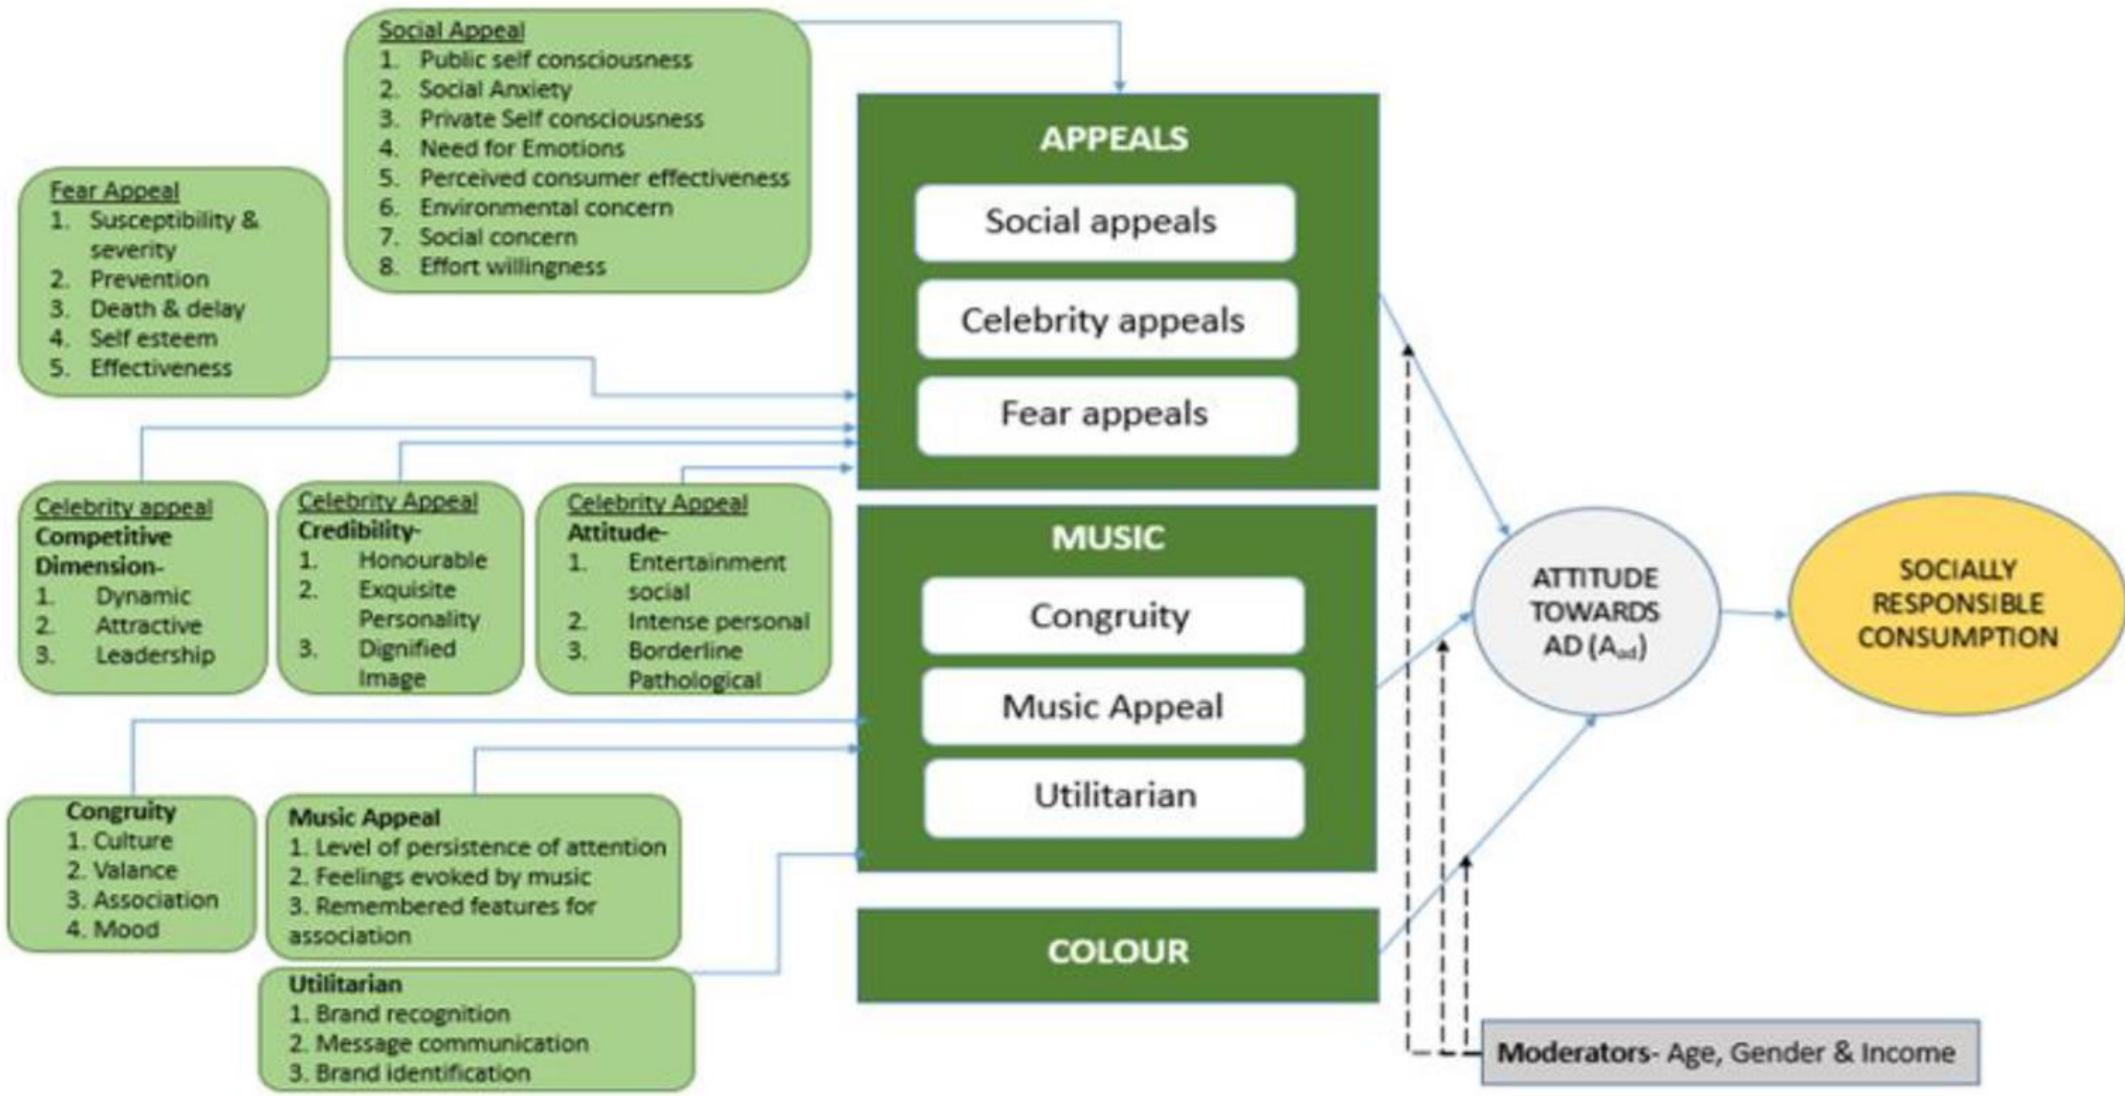 Social Appeal
1. Public self consciousness
2. Social Anxiety
3. Private Self consciousness
4. Need for Emotions
5. Perceived consumer effectiveness
6. Environmental concern
7. Social concern
8. Effort willingness
Fear Appeal
1. Susceptibility &
severity
2. Prevention
3. Death & delay
4. Self esteem
5. Effectiveness
Celebrity appeal
Competitive
Dimension-
1. Dynamic
2. Attractive
3. Leadership
Celebrity Appeal
Credibility-
1. Honourable
2. Exquisite
Personality
3. Dignified
Image
Celebrity Appeal
Attitude-
1. Entertainment
social
2. Intense personal
3. Borderline
Pathological
Congruity
1. Culture
2. Valance
3. Association
4. Mood
Music Appeal
1. Level of persistence of attention
2. Feelings evoked by music
3. Remembered features for
association
Utilitarian
1. Brand recognition
2. Message communication
3. Brand identification
APPEALS
Social appeals
Celebrity appeals
Fear appeals
MUSIC
Congruity
Music Appeal
Utilitarian
COLOUR
ATTITUDE
TOWARDS
AD (Aad)
SOCIALLY
RESPONSIBLE
CONSUMPTION
Moderators- Age, Gender & Income